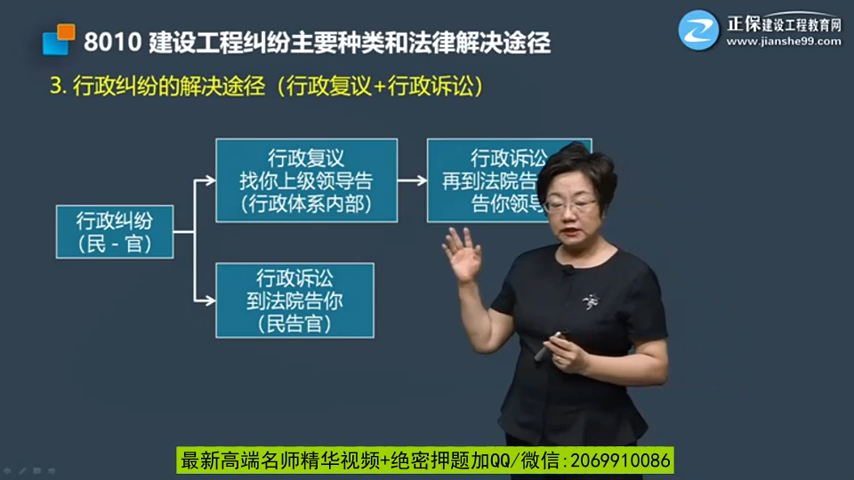 8010 建设工程纠纷主要种类和法律解决途径
正保建设工程教育网
www.jianshe99.com
3. 行政纠纷的解决途径（行政复议+行政诉讼）
行政纠纷
（民 - 官）
行政复议
找你上级领导告
（行政体系内部）
行政诉讼
再到法院告
告你领导
行政诉讼
到法院告你
（民告官）
最新高端名师精华视频+绝密押题加QQ/微信:2069910086